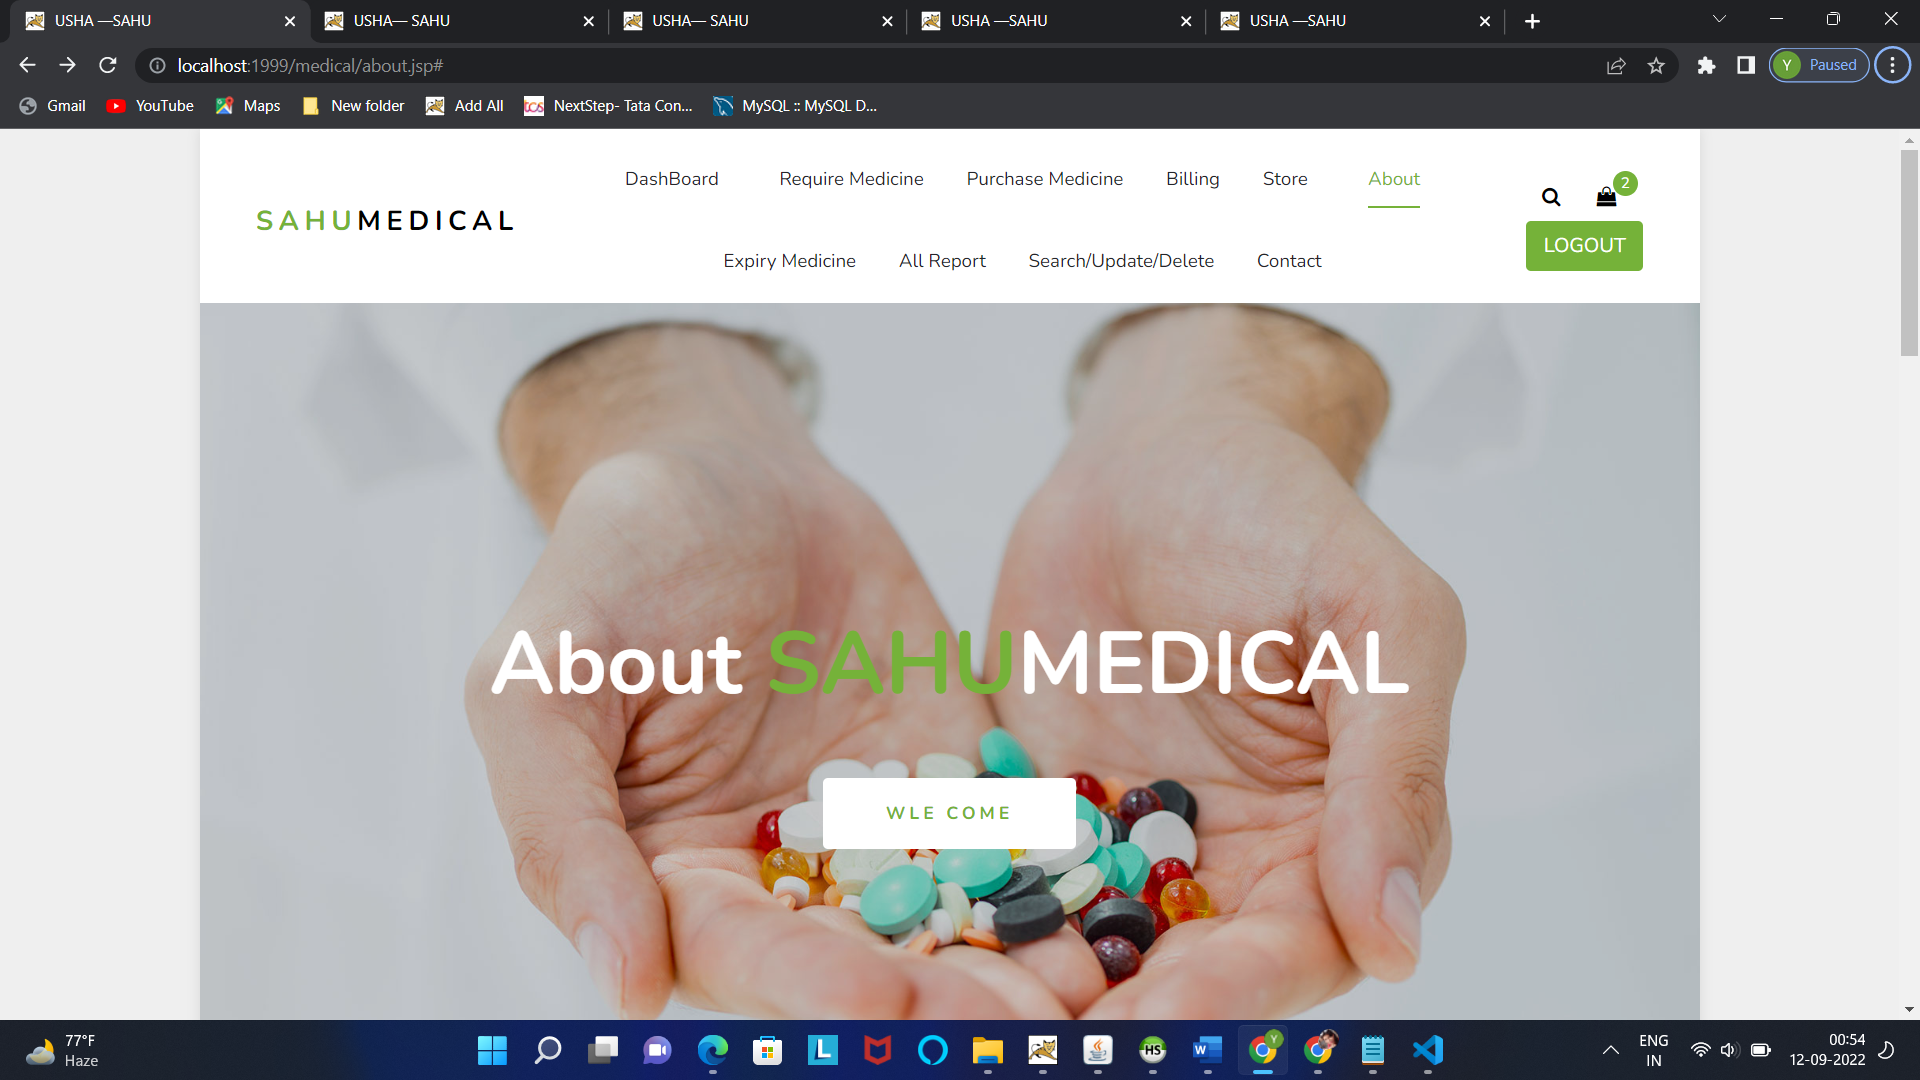 USHA —SAHU
USHA— SAHU
USHA— SAHU
USHA —SAHU
USHA —SAHU
localhost:1999/medical/about.jsp#
Y Paused
Gmail
YouTube
Maps
New folder
Add All
tcs
NextStep- Tata Con...
MySQL :: MySQL D...
DashBoard
Require Medicine
Purchase Medicine
Billing
Store
About
2
SAHUMEDICAL
LOGOUT
Expiry Medicine
All Report
Search/Update/Delete
Contact
About SAHUMEDICAL
WLE COME
77°F
Haze
L
HS
W
Y
ENG
IN
00:54
12-09-2022